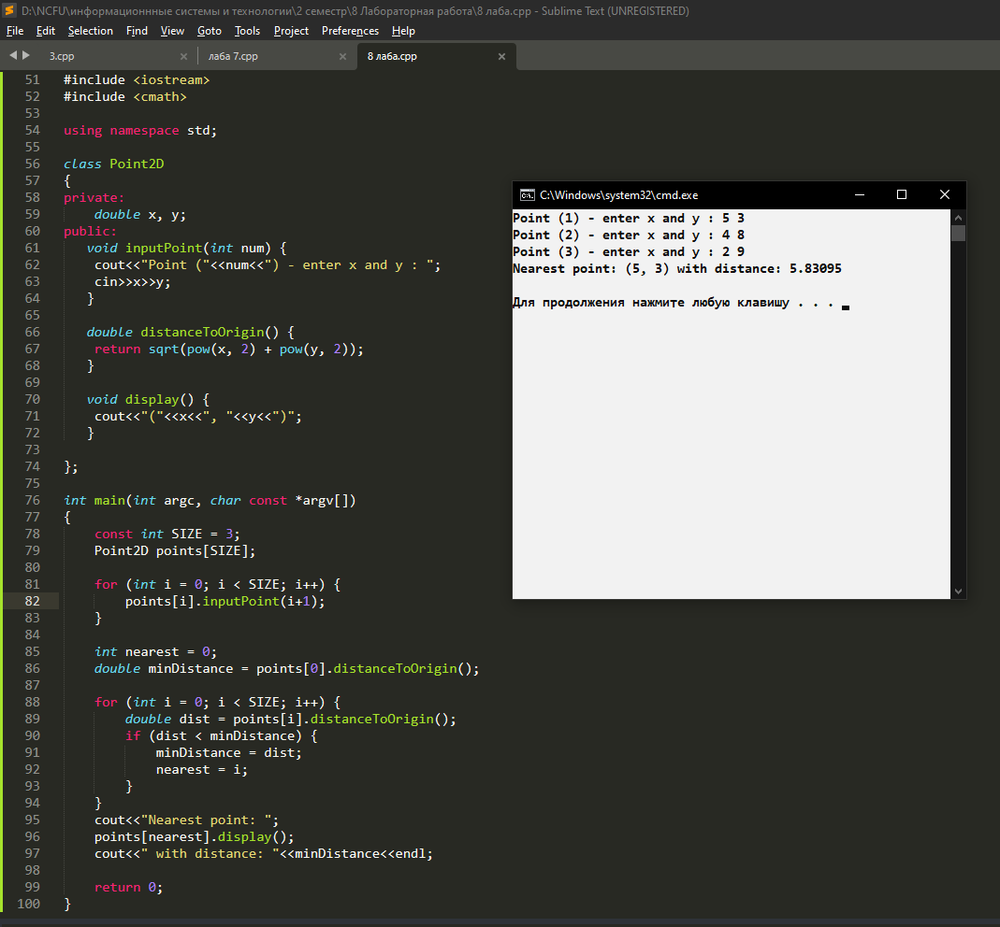 D:\NCFU\информационнные системы и технологии\2 семестр\8 Лабораторная работа\8 лаба.cpp - Sublime Text (UNREGISTERED)
File Edit Selection Find View Goto Tools Project Preferences Help
3.cpp × лаба 7.cpp × 8 лаба.cpp ×
51 #include <iostream>
52 #include <cmath>
53
54 using namespace std;
55
56 class Point2D
57 {
58 private:
59     double x, y;
60 public:
61    void inputPoint(int num) {
62     cout<<"Point ("<<num<<") - enter x and y : ";
63     cin>>x>>y;
64    }
65
66    double distanceToOrigin() {
67     return sqrt(pow(x, 2) + pow(y, 2));
68    }
69
70    void display() {
71     cout<<"("<<x<<", "<<y<<")";
72    }
73
74 };
75
76 int main(int argc, char const *argv[])
77 {
78     const int SIZE = 3;
79     Point2D points[SIZE];
80
81     for (int i = 0; i < SIZE; i++) {
82         points[i].inputPoint(i+1);
83     }
84
85     int nearest = 0;
86     double minDistance = points[0].distanceToOrigin();
87
88     for (int i = 0; i < SIZE; i++) {
89         double dist = points[i].distanceToOrigin();
90         if (dist < minDistance) {
91             minDistance = dist;
92             nearest = i;
93         }
94     }
95     cout<<"Nearest point: ";
96     points[nearest].display();
97     cout<<" with distance: "<<minDistance<<endl;
98
99     return 0;
100 }
C:\Windows\system32\cmd.exe
Point (1) - enter x and y : 5 3
Point (2) - enter x and y : 4 8
Point (3) - enter x and y : 2 9
Nearest point: (5, 3) with distance: 5.83095
Для продолжения нажмите любую клавишу . . .